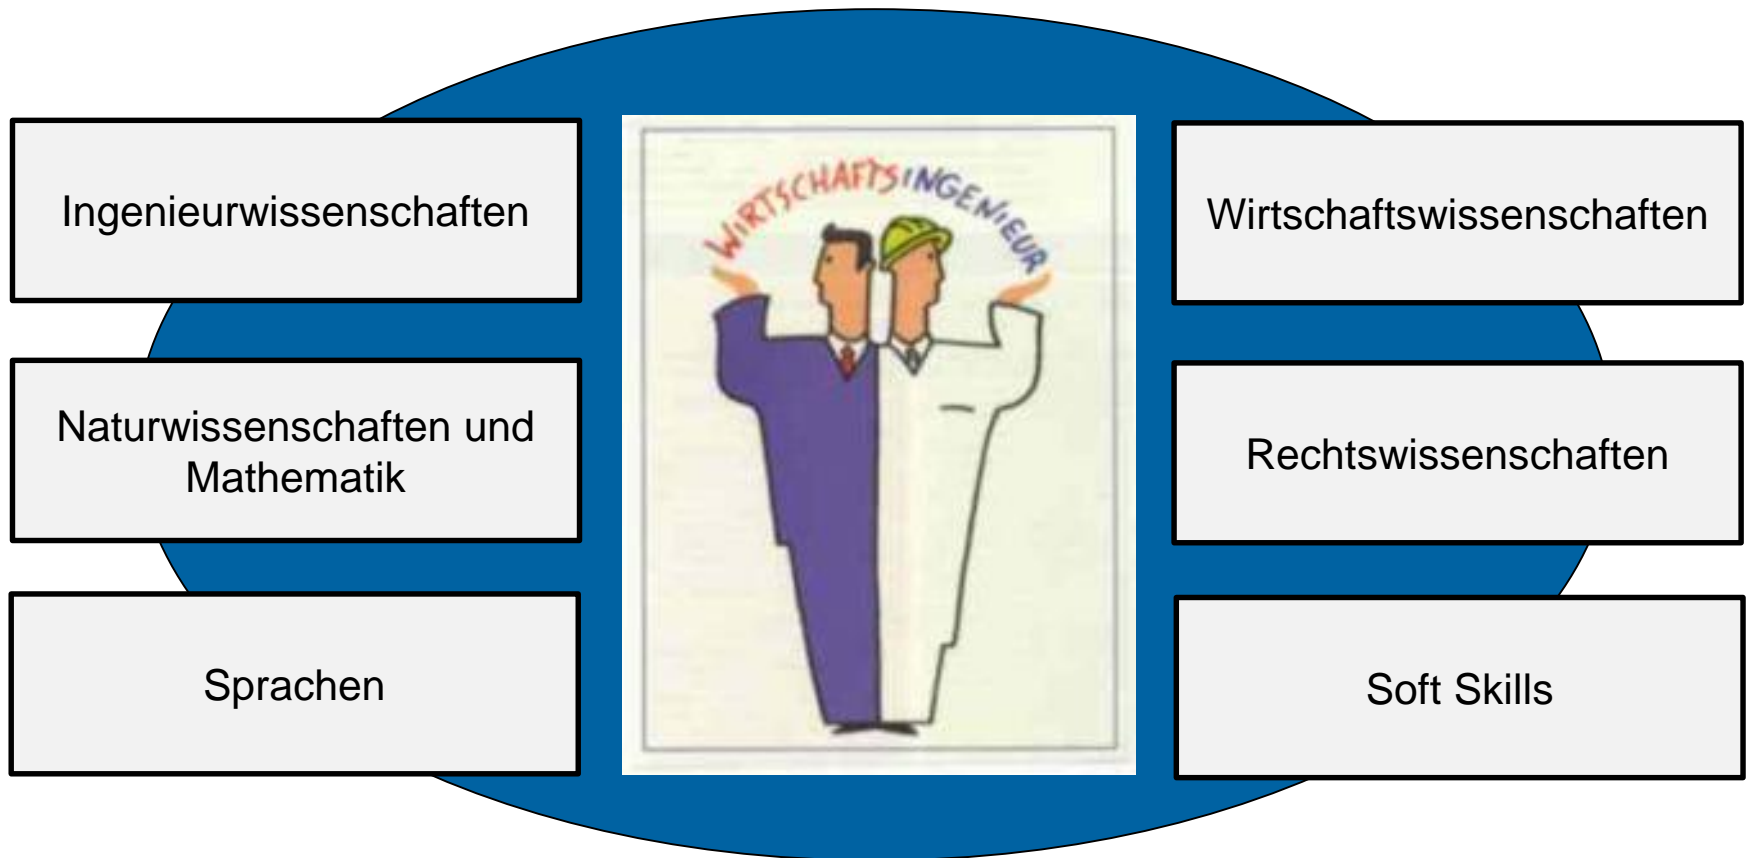 Ingenieurwissenschaften
Naturwissenschaften und
Mathematik
Sprachen
WIRTSCHAFTSINGENIEUR
Wirtschaftswissenschaften
Rechtswissenschaften
Soft Skills